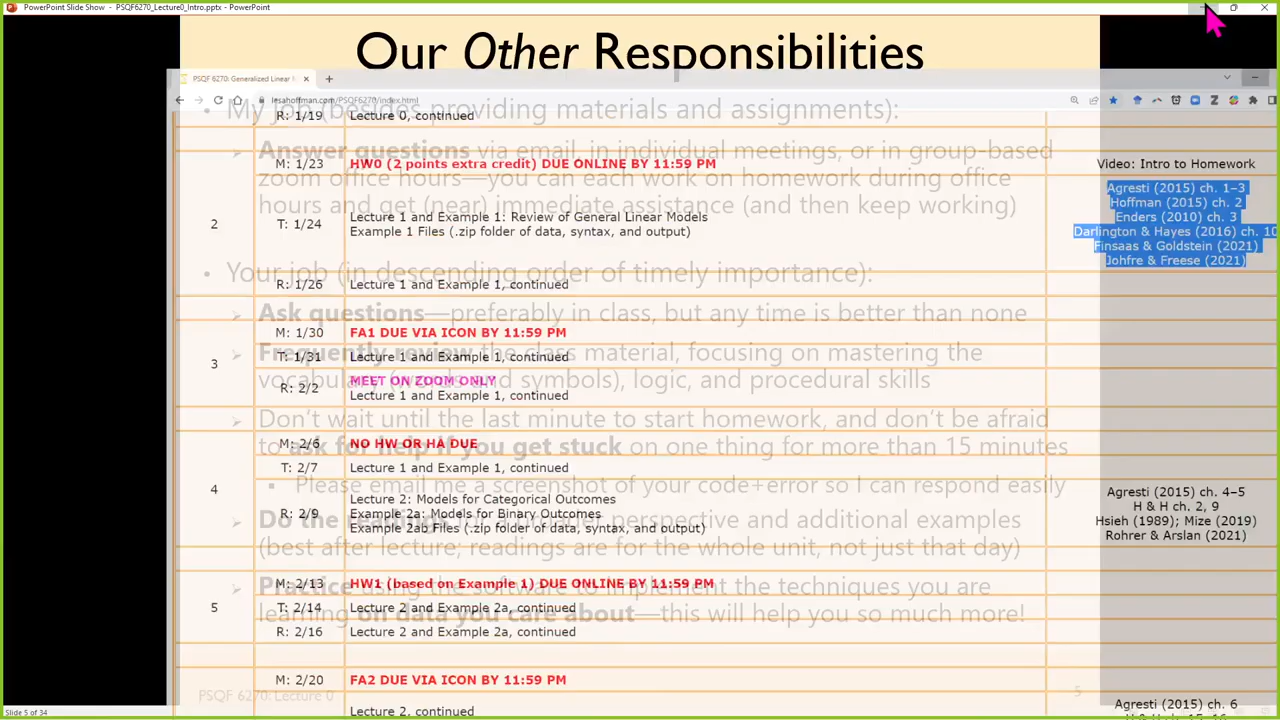 PowerPoint Slide Show - PSQF6270_Lecture0_Intro.pptx - PowerPoint
Our Other Responsibilities
PSQF 6270: Generalized Linear
lesahoffman.com/PSQF6270/index.html
• My job (besides providing materials and assignments):
R: 1/19 Lecture 0, continued
Answer questions via email, in individual meetings, or in group-based
zoom office hours—you can each work on homework during office
hours and get (near) immediate assistance (and then keep working)
M: 1/23 HW0 (2 points extra credit) DUE ONLINE BY 11:59 PM Video: Intro to Homework
Agresti (2015) ch. 1–3
Hoffman (2015) ch. 2
Enders (2010) ch. 3
Darlington & Hayes (2016) ch. 10
Finsaas & Goldstein (2021)
Johfre & Freese (2021)
2 T: 1/24 Lecture 1 and Example 1: Review of General Linear Models
Example 1 Files (.zip folder of data, syntax, and output)
• Your job (in descending order of timely importance):
R: 1/26 Lecture 1 and Example 1, continued
Ask questions—preferably in class, but any time is better than none
M: 1/30 FA1 DUE VIA ICON BY 11:59 PM
Frequently review the class material, focusing on mastering the
vocabulary (words and symbols), logic, and procedural skills
3 T: 1/31 Lecture 1 and Example 1, continued
R: 2/2 MEET ON ZOOM ONLY
Lecture 1 and Example 1, continued
Don't wait until the last minute to start homework, and don't be afraid
to ask for help if you get stuck on one thing for more than 15 minutes
M: 2/6 NO HW OR HA DUE
T: 2/7 Lecture 1 and Example 1, continued
Please email me a screenshot of your code+error so I can respond easily
4 R: 2/9 Lecture 2: Models for Categorical Outcomes
Example 2a: Models for Binary Outcomes
Example 2ab Files (.zip folder of data, syntax, and output)
Agresti (2015) ch. 4–5
H & H ch. 2, 9
Hsieh (1989); Mize (2019)
Rohrer & Arslan (2021)
Do the reading perspective and additional examples
(best after lecture; readings are for the whole unit, not just that day)
M: 2/13 HW1 (based on Example 1) DUE ONLINE BY 11:59 PM
Practice using the software to implement the techniques you are
learning on data you care about—this will help you so much more!
5 T: 2/14 Lecture 2 and Example 2a, continued
R: 2/16 Lecture 2 and Example 2a, continued
M: 2/20 FA2 DUE VIA ICON BY 11:59 PM
PSQF 6270: Lecture 0 5
Lecture 2, continued
Agresti (2015) ch. 6
Slide 5 of 34